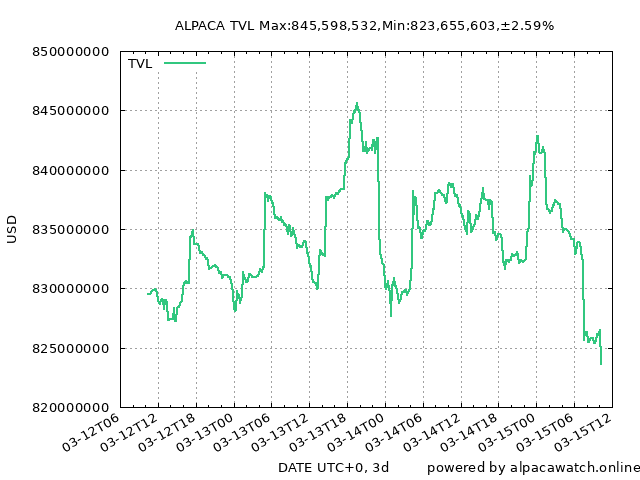 ALPACA TVL Max:845,598,532,Min:823,655,603,±2.59%
TVL
850000000
845000000
840000000
835000000
830000000
825000000
820000000
USD
03-12T06
03-12T12
03-12T18
03-13T00
03-13T06
03-13T12
03-13T18
03-14T00
03-14T06
03-14T12
03-14T18
03-15T00
03-15T06
03-15T12
DATE UTC+0, 3d
powered by alpacawatch.online